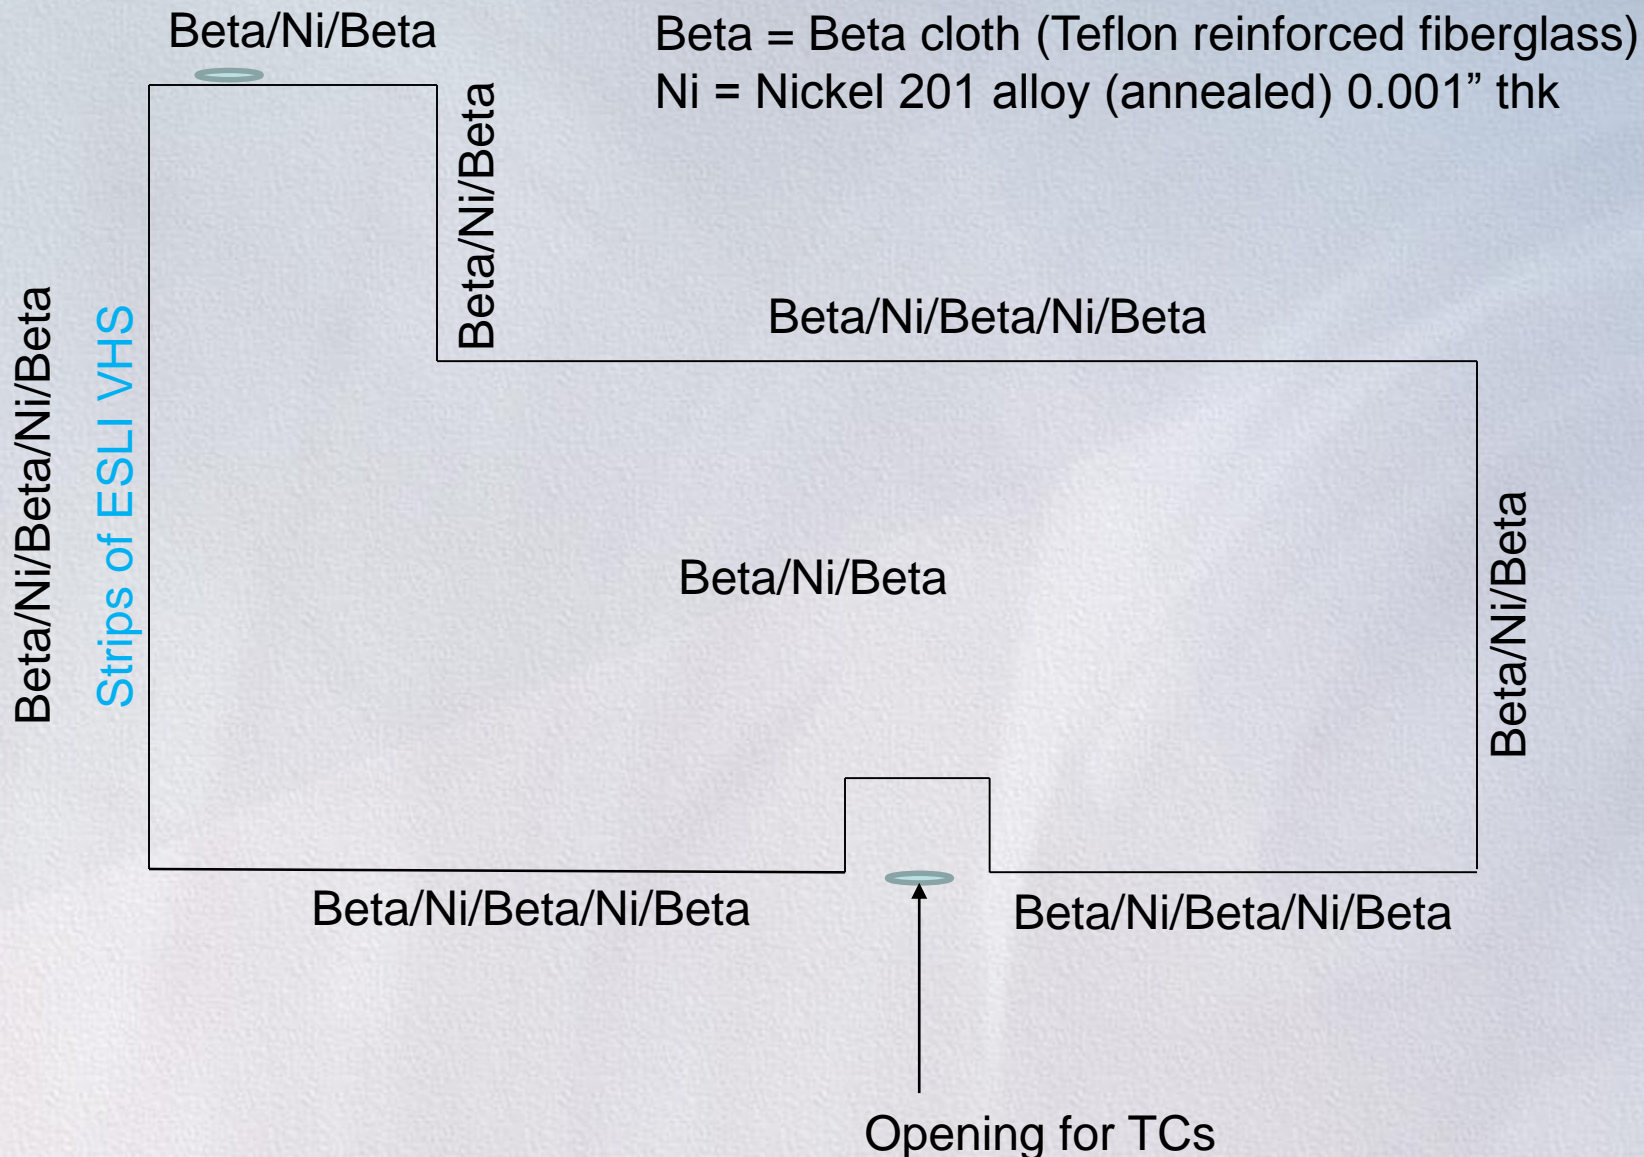 Beta/Ni/Beta
Beta = Beta cloth (Teflon reinforced fiberglass)
Ni = Nickel 201 alloy (annealed) 0.001” thk
Beta/Ni/Beta
Beta/Ni/Beta/Ni/Beta
Beta/Ni/Beta/Ni/Beta
Strips of ESLI VHS
Beta/Ni/Beta
Beta/Ni/Beta
Beta/Ni/Beta/Ni/Beta
Beta/Ni/Beta/Ni/Beta
Opening for TCs